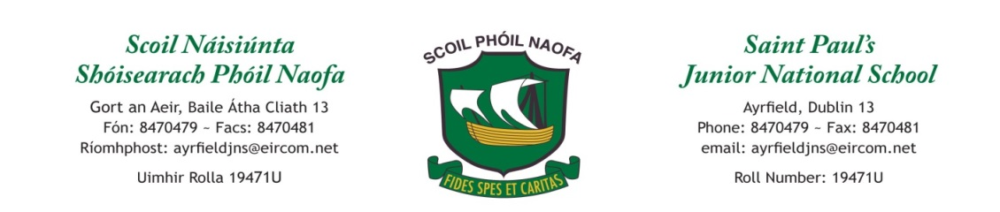 Scoil Náisiúnta
Shóisearach Phóil Naofa
Gort an Aeir, Baile Átha Cliath 13
Fón: 8470479 ~ Facs: 8470481
Ríomhphost: ayrfieldjns@eircom.net
Uimhir Rolla 19471U
SCOIL PHÓIL NAOFA
FIDES SPES ET CARITAS
Saint Paul's
Junior National School
Ayrfield, Dublin 13
Phone: 8470479 ~ Fax: 8470481
email: ayrfieldjns@eircom.net
Roll Number: 19471U